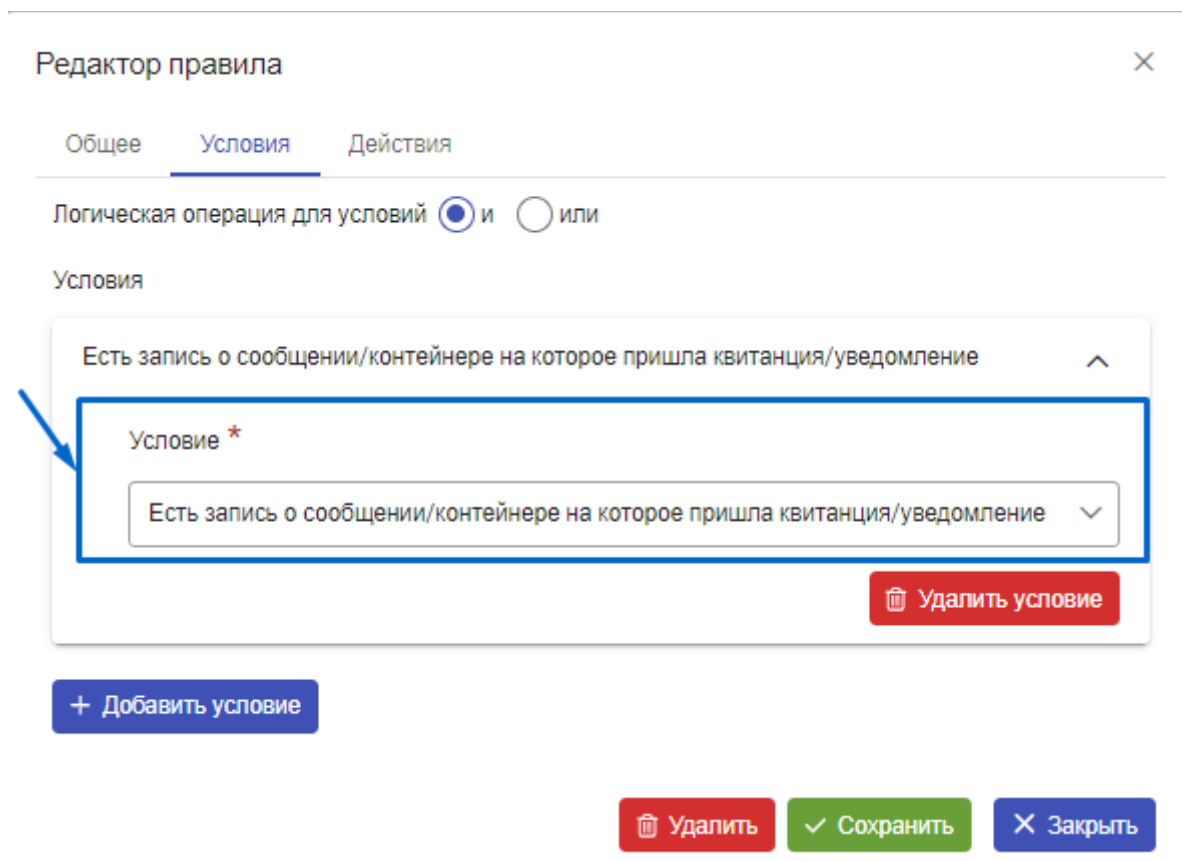 Редактор правила
Общее Условия Действия
Логическая операция для условий и или
Условия
Есть запись о сообщении/контейнере на которое пришла квитанция/уведомление
Условие *
Есть запись о сообщении/контейнере на которое пришла квитанция/уведомление
Удалить условие
+ Добавить условие
Удалить Сохранить Закрыть